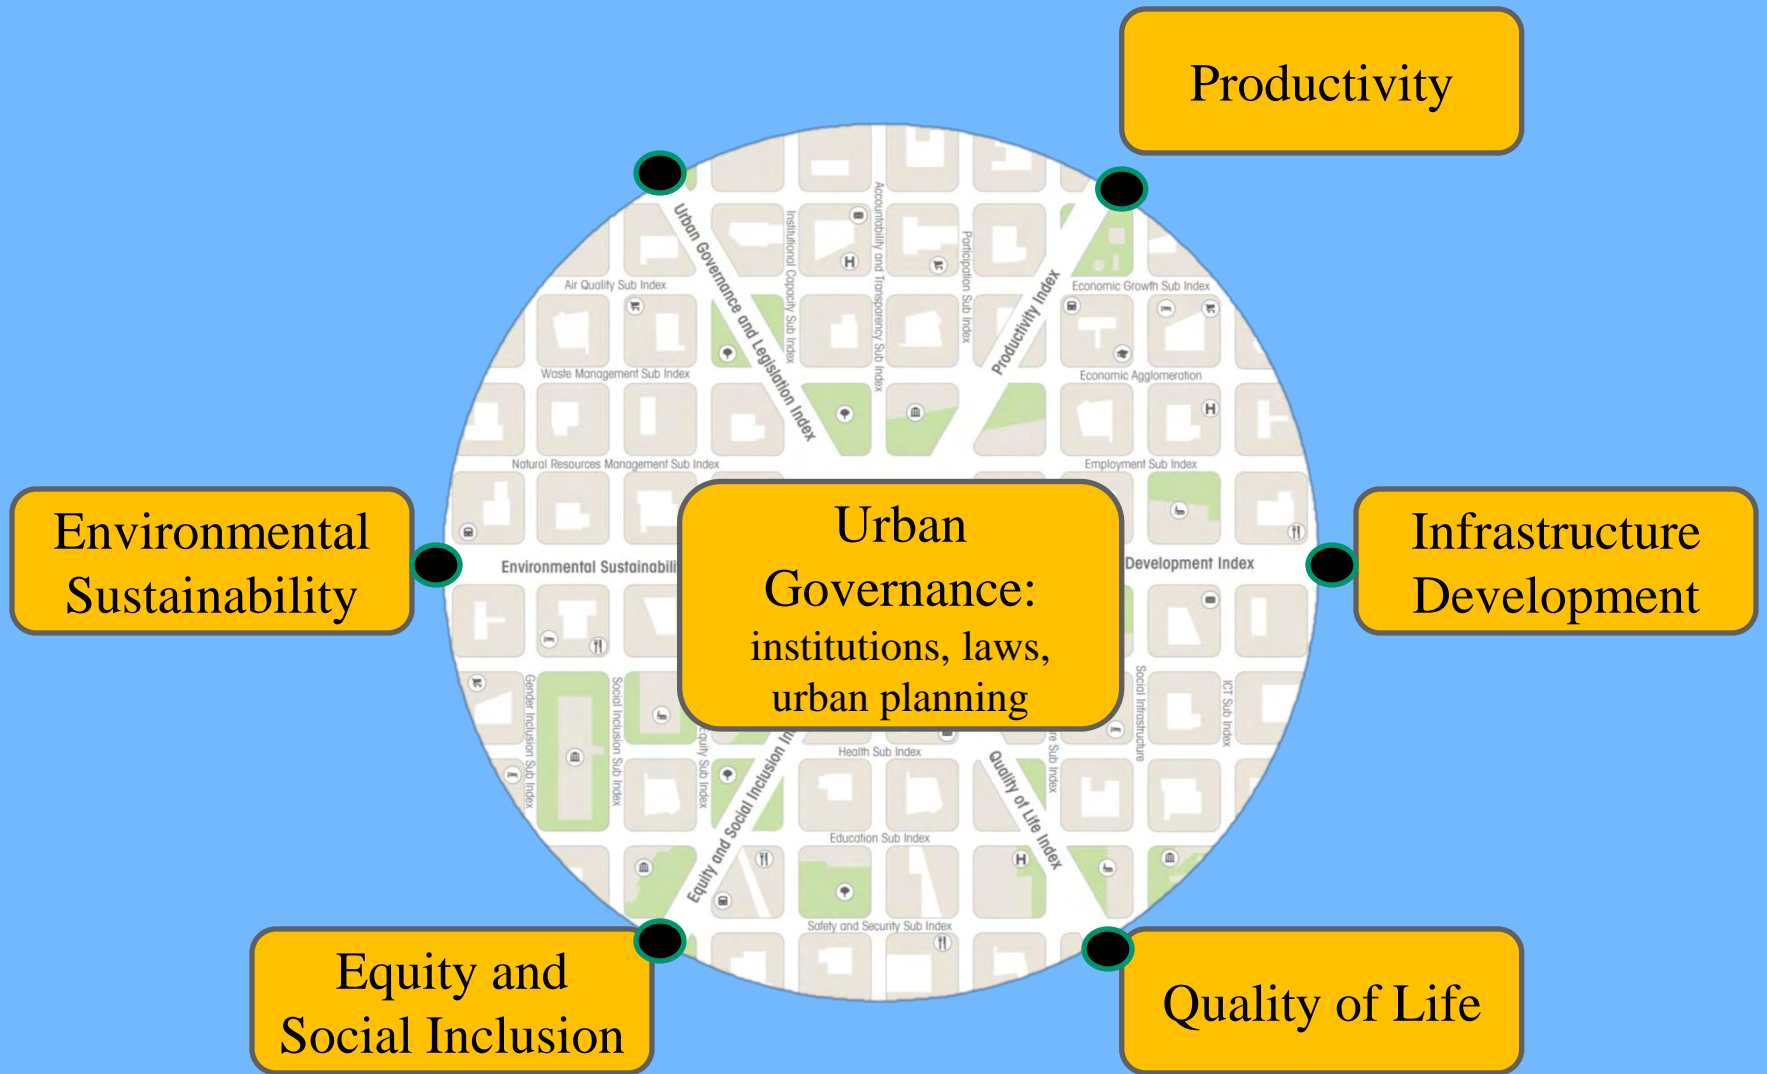 Productivity
Urban Governance and Legislation Index
Institutional Capacity Sub Index
Accountability and Transparency Sub Index
Participation Sub Index
Productivity Index
Air Quality Sub Index
Economic Growth Sub Index
Waste Management Sub Index
Economic Agglomeration
Natural Resources Management Sub Index
Employment Sub Index
H
H
Environmental
Sustainability
Urban
Governance:
institutions, laws,
urban planning
Infrastructure
Development
Environmental Sustainabili
Development Index
Gender Inclusion Sub Index
Social Inclusion Sub Index
Equity Sub Index
Equity and Social Inclusion In
Health Sub Index
Education Sub Index
Safety and Security Sub Index
Quality of Life Index
re Sub Index
Social Infrastructure
ICT Sub Index
H
Equity and
Social Inclusion
Quality of Life